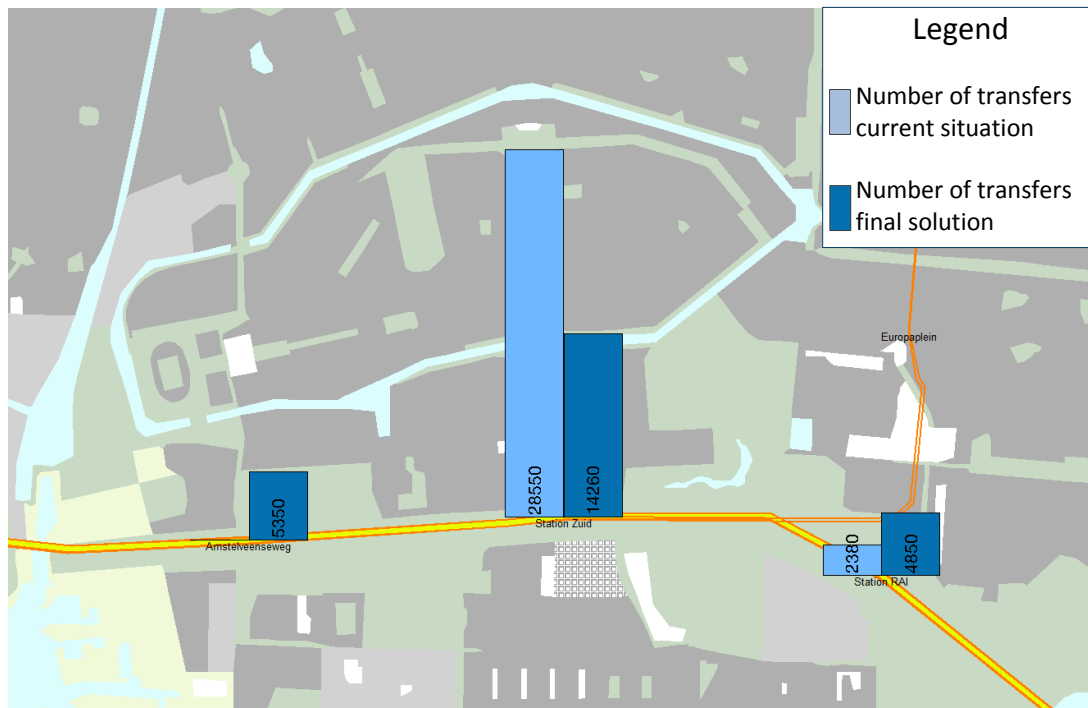 Legend
Number of transfers
current situation
Number of transfers
final solution
Europaplein
28550
14260
5350
Station Zuid
Amstelveenseweg
2380
4850
Station RAI